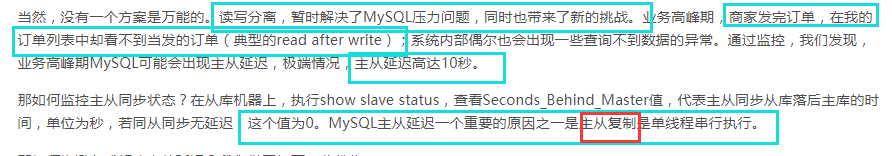 当然，没有一个方案是万能的。读写分离，暂时解决了MySQL压力问题，同时也带来了新的挑战。业务高峰期，商家发完订单，在我的
订单列表中却看不到当发的订单（典型的read after write）；系统内部偶尔也会出现一些查询不到数据的异常。通过监控，我们发现，
业务高峰期MySQL可能会出现主从延迟，极端情况，主从延迟高达10秒。
那如何监控主从同步状态？在从库机器上，执行show slave status，查看Seconds_Behind_Master值，代表主从同步从库落后主库的时
间，单位为秒，若同从同步无延迟，这个值为0。MySQL主从延迟一个重要的原因之一是主从复制是单线程串行执行。